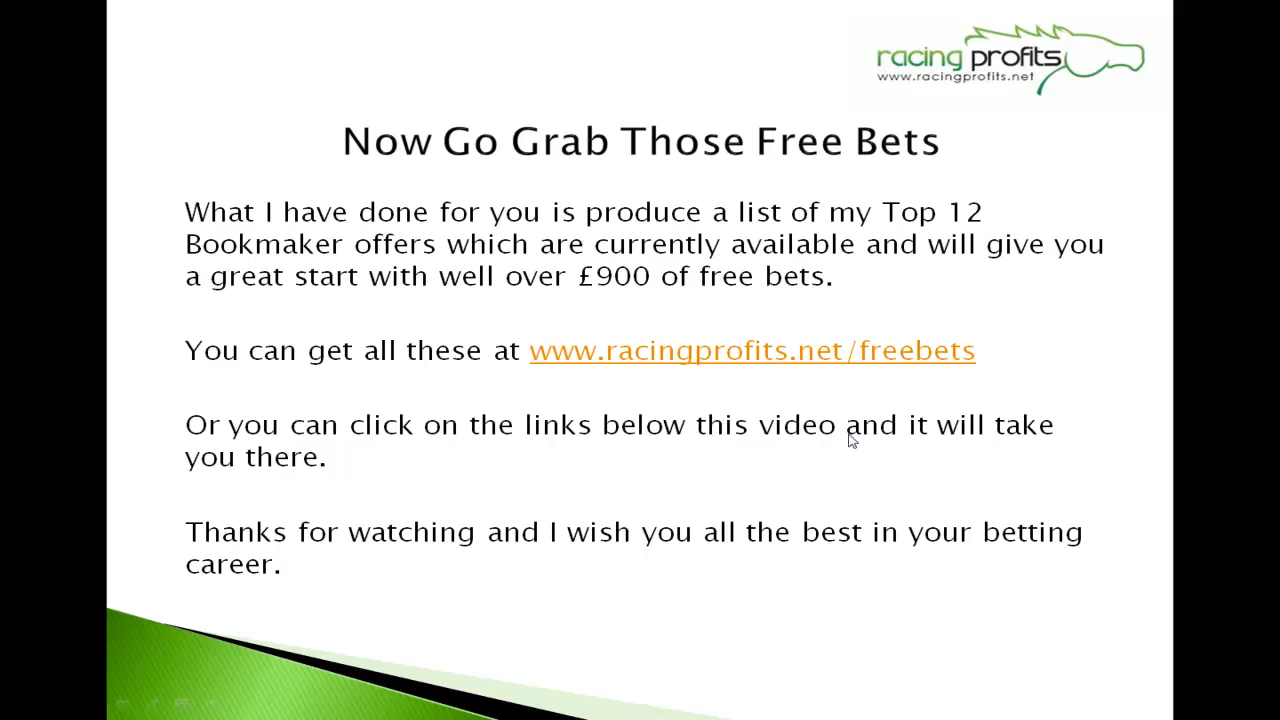 racing profits
www.racingprofits.net
Now Go Grab Those Free Bets
What I have done for you is produce a list of my Top 12
Bookmaker offers which are currently available and will give you
a great start with well over £900 of free bets.
You can get all these at www.racingprofits.net/freebets
Or you can click on the links below this video and it will take
you there.
Thanks for watching and I wish you all the best in your betting
career.